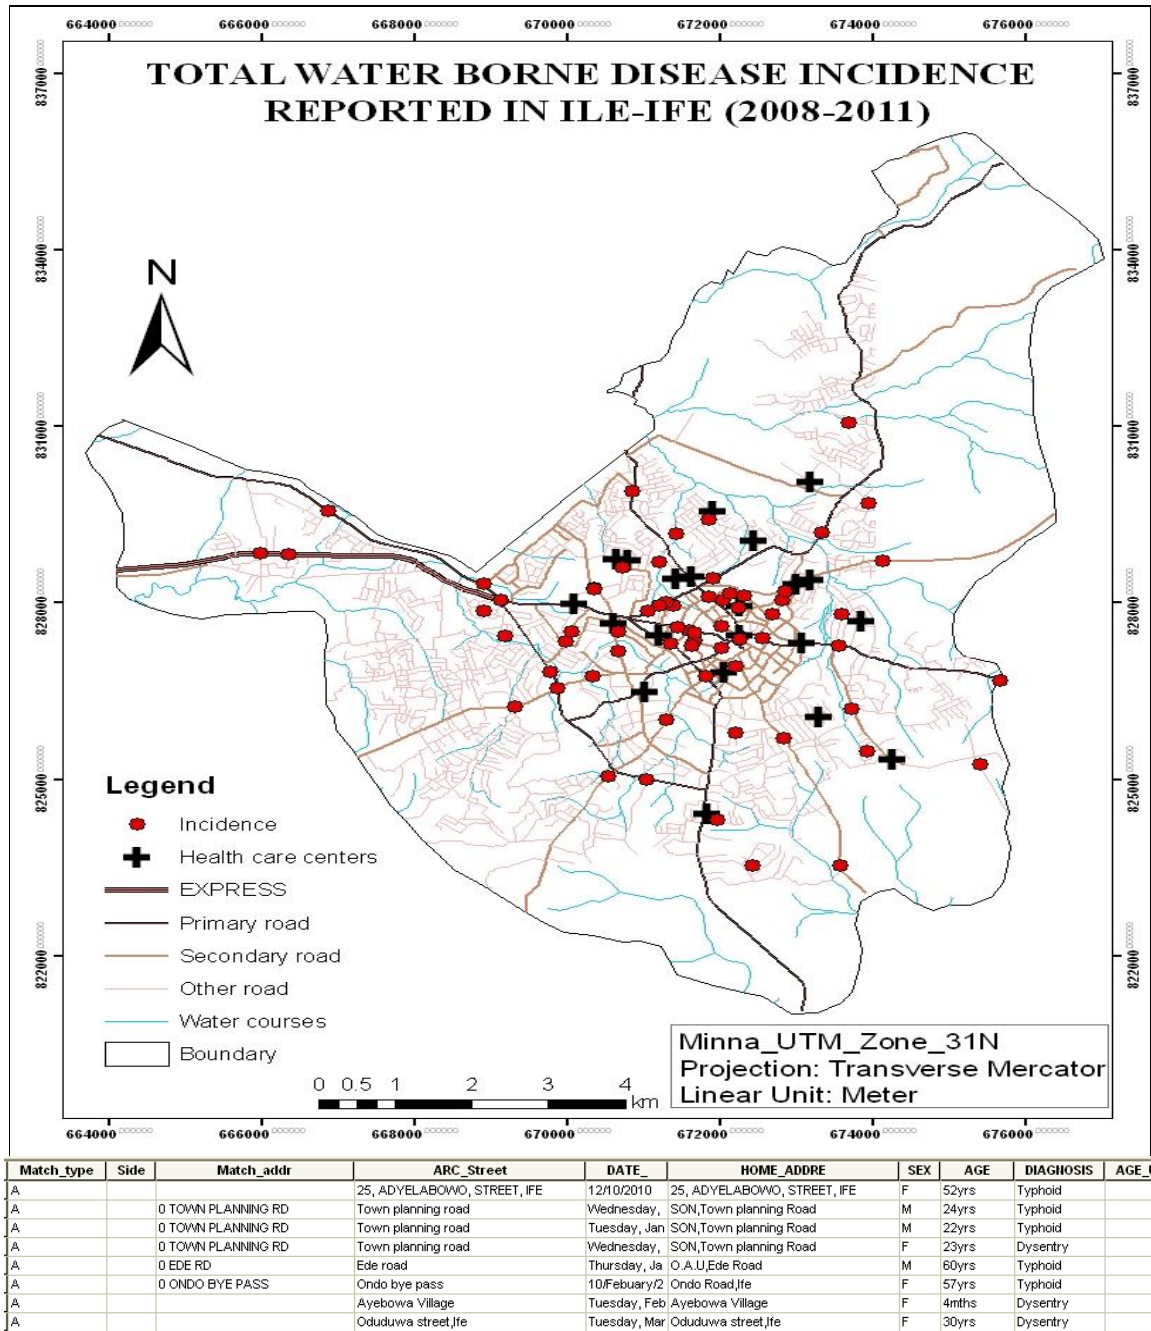 664000 666000 668000 670000 672000 674000 676000
TOTAL WATER BORNE DISEASE INCIDENCE
REPORTED IN ILE-IFE (2008-2011)
837000 837000
834000 834000
N
831000 831000
828000 828000
825000 825000
822000 822000
Legend
Incidence
Health care centers
EXPRESS
Primary road
Secondary road
Other road
Water courses
Boundary
0 0.5 1 2 3 4
km
Minna_UTM_Zone_31N
Projection: Transverse Mercator
Linear Unit: Meter
664000 666000 668000 670000 672000 674000 676000
Match_type Side Match_addr ARC_Street DATE_ HOME_ADDRE SEX AGE DIAGNOSIS AGE_
A 25, ADYELABOWO, STREET, IFE 12/10/2010 25, ADYELABOWO, STREET, IFE F 52yrs Typhoid
A 0 TOWN PLANNING RD Town planning road Wednesday, SON,Town planning Road M 24yrs Typhoid
A 0 TOWN PLANNING RD Town planning road Tuesday, Jan SON,Town planning Road M 22yrs Typhoid
A 0 TOWN PLANNING RD Town planning road Wednesday, SON,Town planning Road F 23yrs Dysentry
A 0 EDE RD Ede road Thursday, Ja O.A.U,Ede Road M 60yrs Typhoid
A 0 ONDO BYE PASS Ondo bye pass 10/Febuary/2 Ondo Road,Ife F 57yrs Typhoid
A Ayebowa Village Tuesday, Feb Ayebowa Village F 4mths Dysentry
A Oduduwa street,Ife Tuesday, Mar Oduduwa street,Ife F 30yrs Dysentry